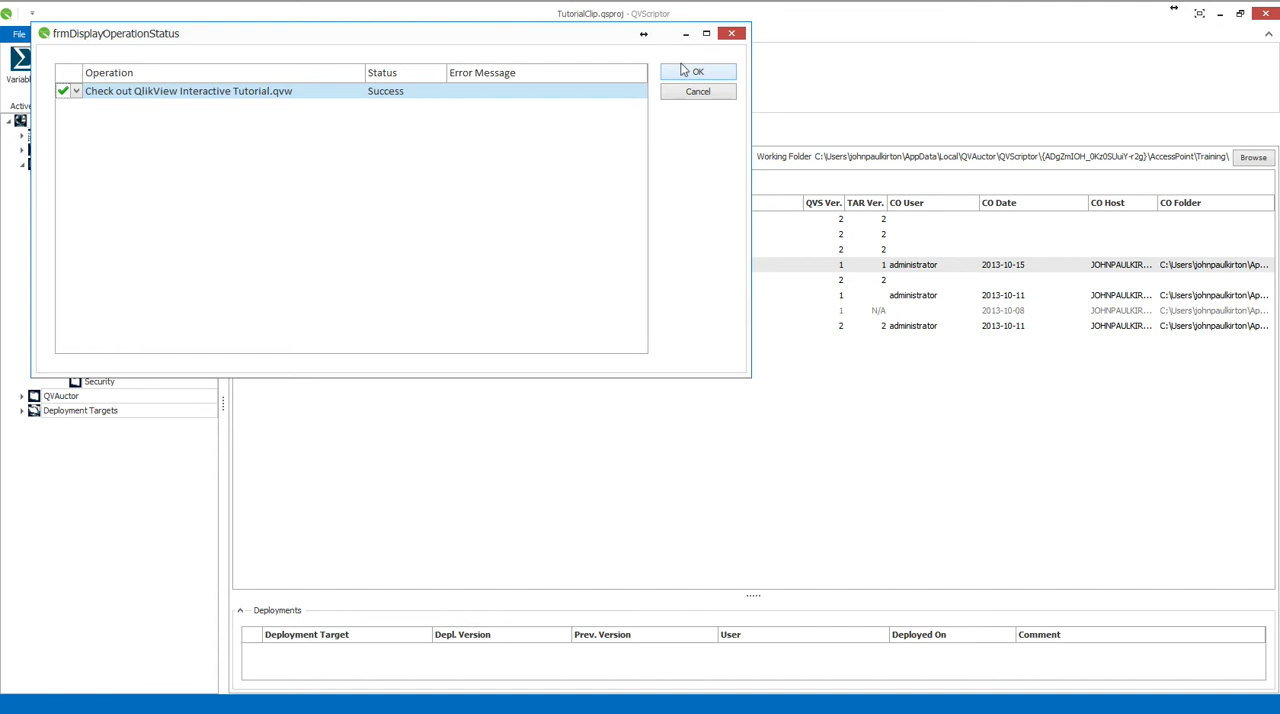 TutorialClip.qsproj - QVScriptor
File
frmDisplayOperationStatus
Operation Status Error Message
Check out QlikView Interactive Tutorial.qvw Success
OK
Cancel
Variab
Active
Working Folder C:\Users\johnpaulkirton\AppData\Local\QVAuctor\QVScriptor\{ADgZmIOH_0Kz0SUuiY-r2g}\AccessPoint\Training\ Browse
QVS Ver. TAR Ver. CO User CO Date CO Host CO Folder
2 2
2 2
2 2
1 1 administrator 2013-10-15 JOHNPAULKIR... C:\Users\johnpaulkirton\Ap...
2 2
1 administrator 2013-10-11 JOHNPAULKIR... C:\Users\johnpaulkirton\Ap...
1 N/A 2013-10-08 JOHNPAULKIR... C:\Users\johnpaulkirton\Ap...
2 2 administrator 2013-10-11 JOHNPAULKIR... C:\Users\johnpaulkirton\Ap...
Security
QVAuctor
Deployment Targets
Deployments
Deployment Target Depl. Version Prev. Version User Deployed On Comment